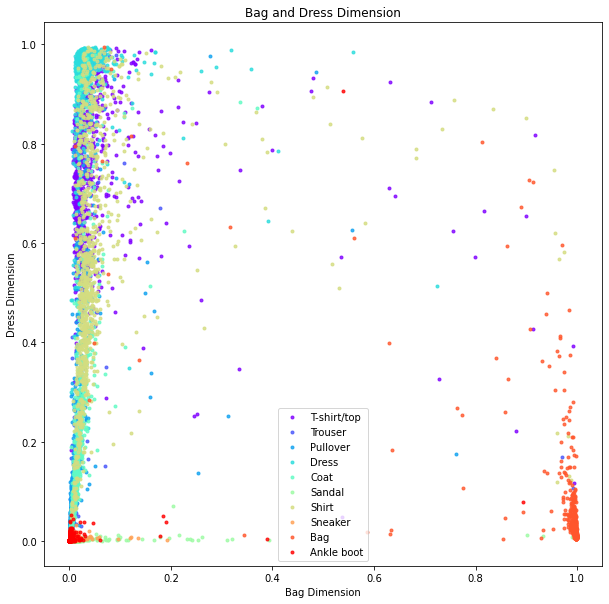 Bag and Dress Dimension
Dress Dimension
1.0
0.8
0.6
0.4
0.2
0.0
T-shirt/top
Trouser
Pullover
Dress
Coat
Sandal
Shirt
Sneaker
Bag
Ankle boot
0.0 0.2 0.4 0.6 0.8 1.0
Bag Dimension